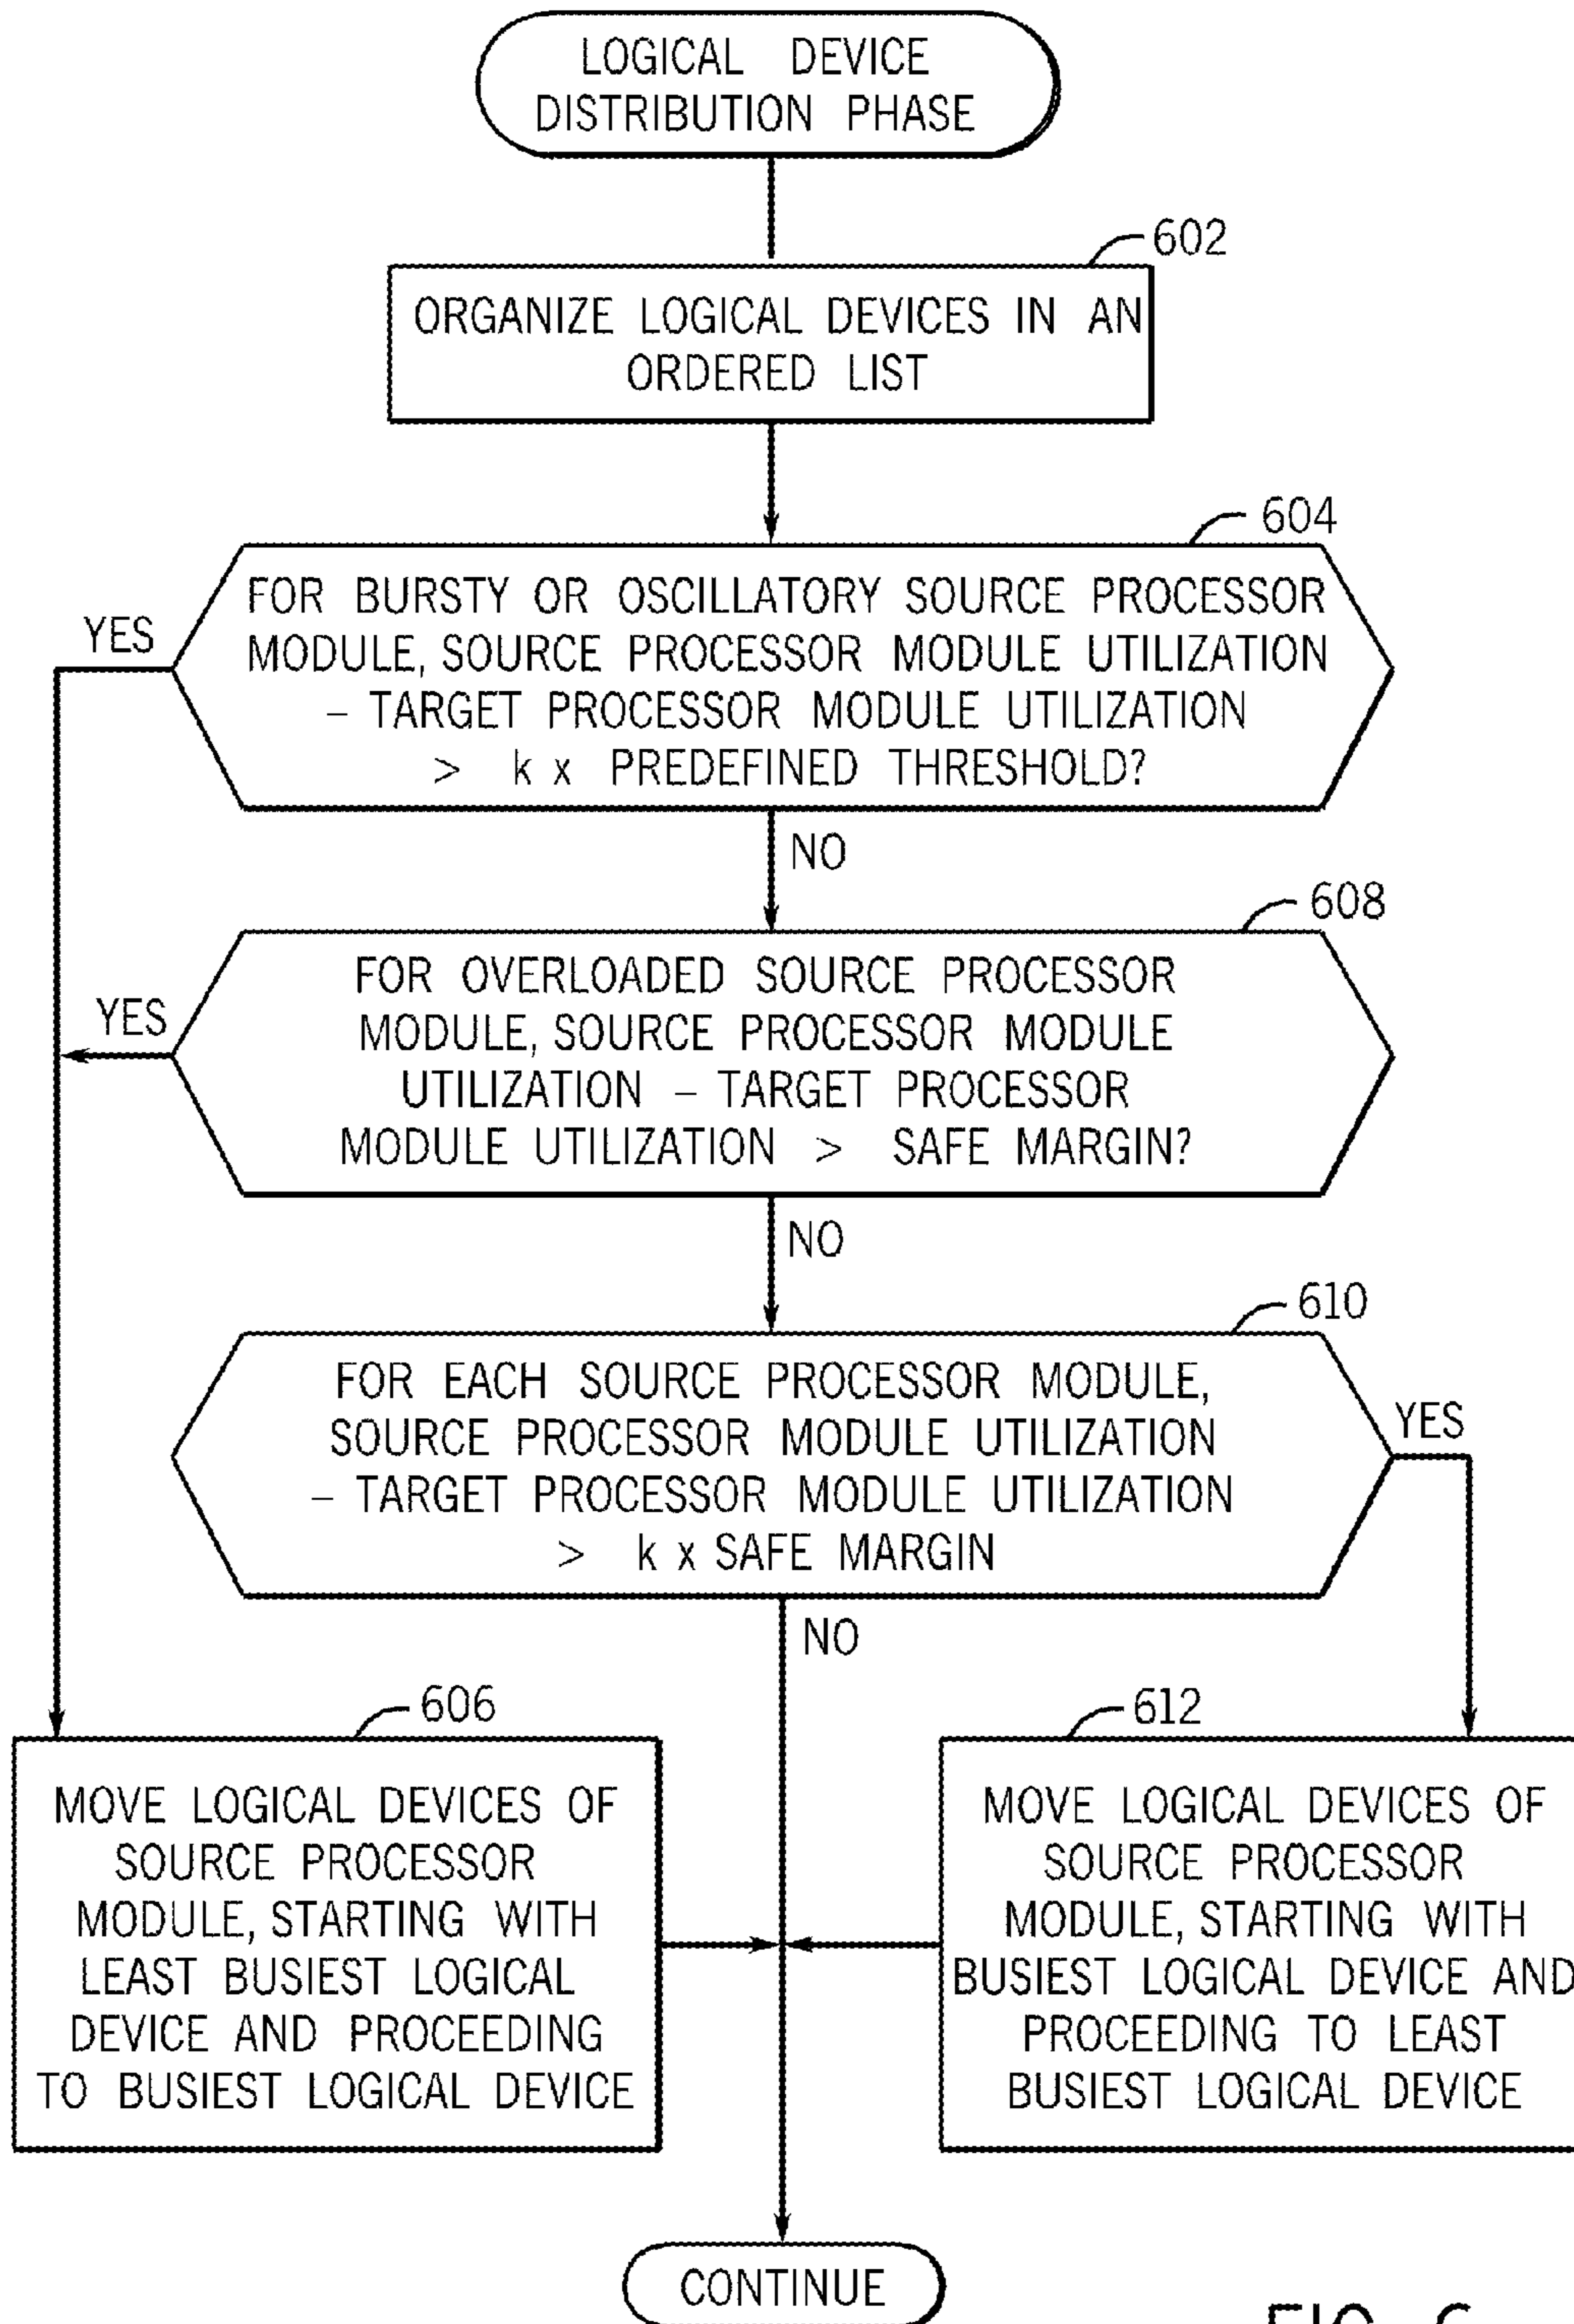 LOGICAL DEVICE
DISTRIBUTION PHASE
602
ORGANIZE LOGICAL DEVICES IN AN
ORDERED LIST
604
FOR BURSTY OR OSCILLATORY SOURCE PROCESSOR
MODULE, SOURCE PROCESSOR MODULE UTILIZATION
– TARGET PROCESSOR MODULE UTILIZATION
> k x PREDEFINED THRESHOLD?
YES
NO
608
FOR OVERLOADED SOURCE PROCESSOR
MODULE, SOURCE PROCESSOR MODULE
UTILIZATION – TARGET PROCESSOR
MODULE UTILIZATION > SAFE MARGIN?
YES
NO
610
FOR EACH SOURCE PROCESSOR MODULE,
SOURCE PROCESSOR MODULE UTILIZATION
– TARGET PROCESSOR MODULE UTILIZATION
> k x SAFE MARGIN
YES
NO
606
MOVE LOGICAL DEVICES OF
SOURCE PROCESSOR
MODULE, STARTING WITH
LEAST BUSIEST LOGICAL
DEVICE AND PROCEEDING
TO BUSIEST LOGICAL DEVICE
612
MOVE LOGICAL DEVICES OF
SOURCE PROCESSOR
MODULE, STARTING WITH
BUSIEST LOGICAL DEVICE AND
PROCEEDING TO LEAST
BUSIEST LOGICAL DEVICE
CONTINUE
FIG. 6